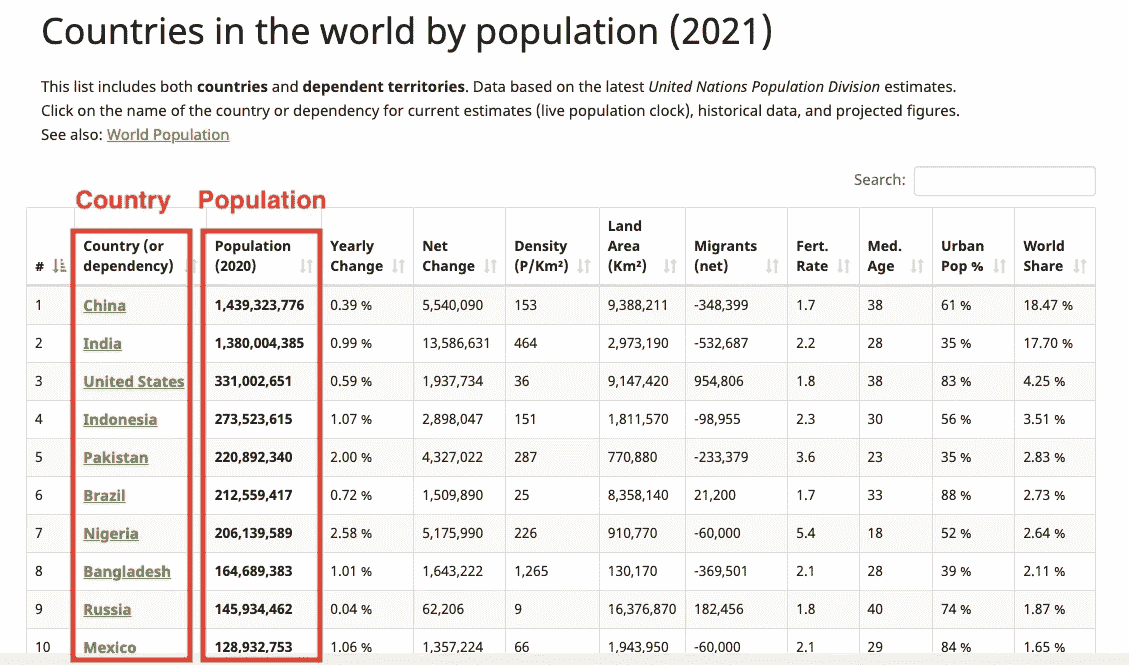 Countries in the world by population (2021)
This list includes both countries and dependent territories. Data based on the latest United Nations Population Division estimates.
Click on the name of the country or dependency for current estimates (live population clock), historical data, and projected figures.
See also: World Population
Search:
Country Population
# Country (or dependency) Population (2020) Yearly Change Net Change Density (P/Km²) Land Area (Km²) Migrants (net) Fert. Rate Med. Age Urban Pop % World Share
1 China 1,439,323,776 0.39 % 5,540,090 153 9,388,211 -348,399 1.7 38 61 % 18.47 %
2 India 1,380,004,385 0.99 % 13,586,631 464 2,973,190 -532,687 2.2 28 35 % 17.70 %
3 United States 331,002,651 0.59 % 1,937,734 36 9,147,420 954,806 1.8 38 83 % 4.25 %
4 Indonesia 273,523,615 1.07 % 2,898,047 151 1,811,570 -98,955 2.3 30 56 % 3.51 %
5 Pakistan 220,892,340 2.00 % 4,327,022 287 770,880 -233,379 3.6 23 35 % 2.83 %
6 Brazil 212,559,417 0.72 % 1,509,890 25 8,358,140 21,200 1.7 33 88 % 2.73 %
7 Nigeria 206,139,589 2.58 % 5,175,990 226 910,770 -60,000 5.4 18 52 % 2.64 %
8 Bangladesh 164,689,383 1.01 % 1,643,222 1,265 130,170 -369,501 2.1 28 39 % 2.11 %
9 Russia 145,934,462 0.04 % 62,206 9 16,376,870 182,456 1.8 40 74 % 1.87 %
10 Mexico 128,932,753 1.06 % 1,357,224 66 1,943,950 -60,000 2.1 29 84 % 1.65 %